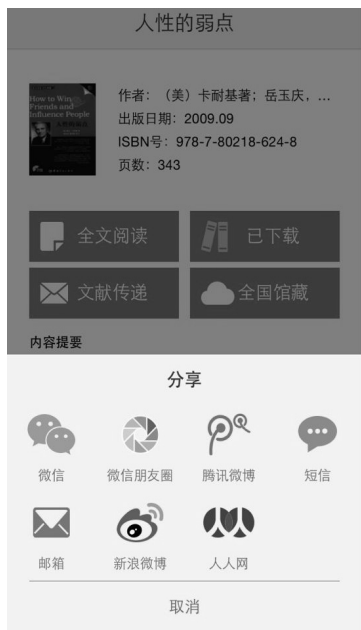 人性的弱点
How to Win
Friends and
Influence People
作者：（美）卡耐基著；岳玉庆，...
出版日期：2009.09
ISBN号：978-7-80218-624-8
页数：343
全文阅读
已下载
文献传递
全国馆藏
内容提要
分享
微信
微信朋友圈
腾讯微博
短信
邮箱
新浪微博
人人网
取消